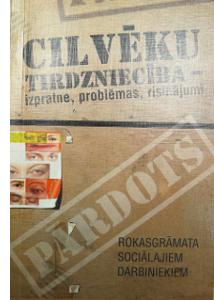 CILVĒKU
TIRDZNIECĪBA –
izpratne, problēmas, risinājumi
PĀRDOTS
ROKASGRĀMATA
SOCIĀLAJIEM
DARBINIEKIEM